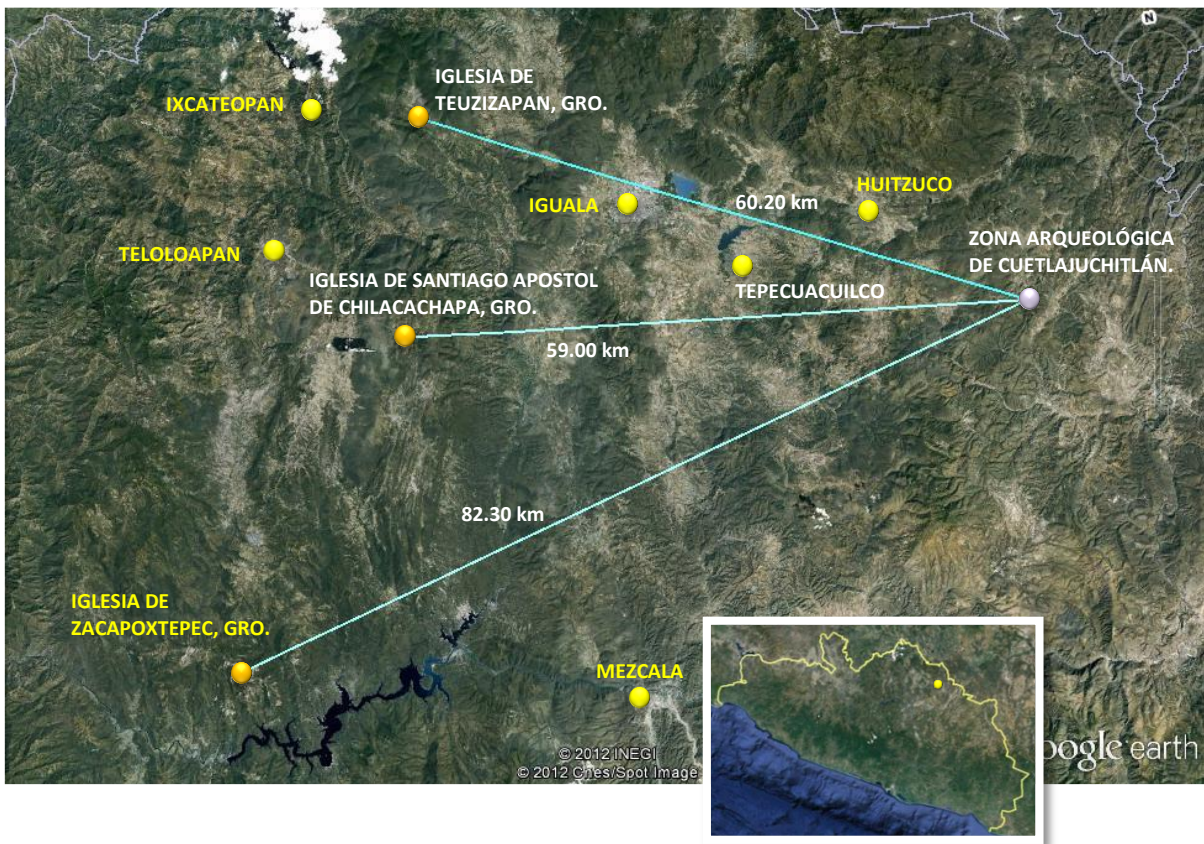 N
IGLESIA DE
TEUZIZAPAN, GRO.
IXCATEOPAN
HUITZUCO
IGUALA
60.20 km
ZONA ARQUEOLÓGICA
DE CUETLAJUCHITLÁN.
TELOLOAPAN
IGLESIA DE SANTIAGO APOSTOL
DE CHILACACHAPA, GRO.
TEPECUACUILCO
59.00 km
82.30 km
IGLESIA DE
ZACAPOXTEPEC, GRO.
MEZCALA
© 2012 INEGI
© 2012 Cnes/Spot Image
oogle earth